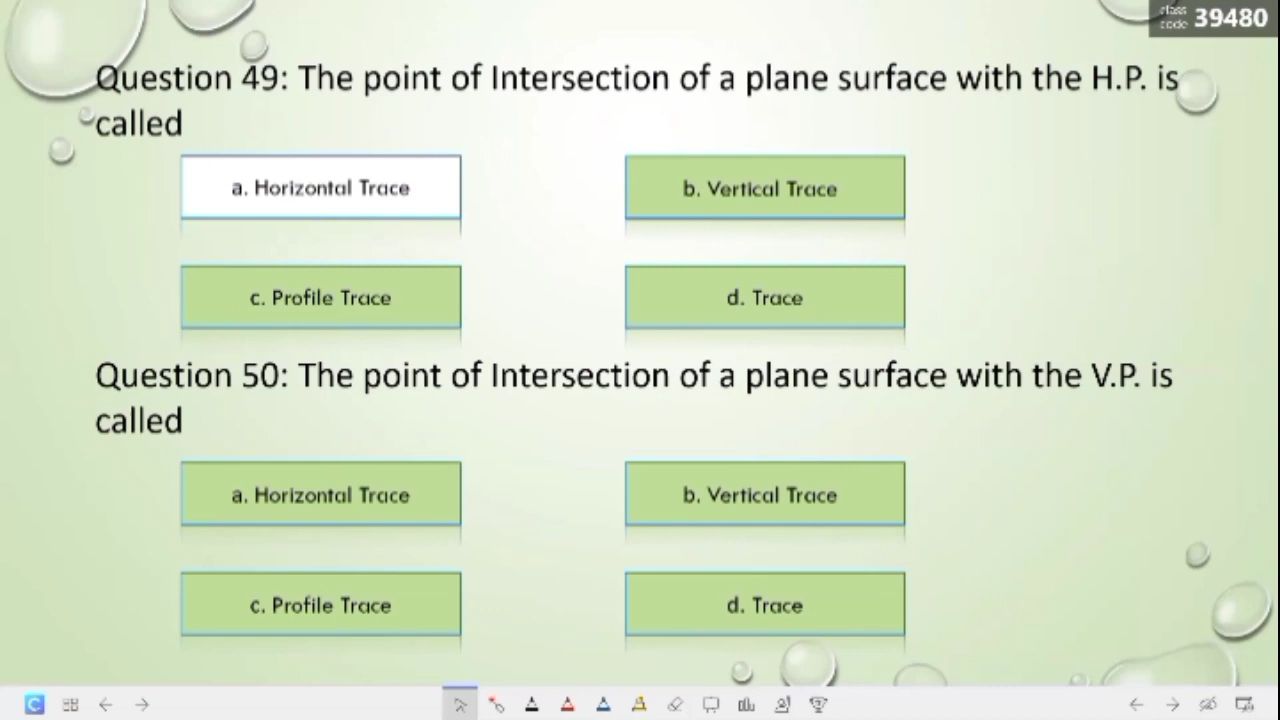 class code 39480
Question 49: The point of Intersection of a plane surface with the H.P. is
called
a. Horizontal Trace
b. Vertical Trace
c. Profile Trace
d. Trace
Question 50: The point of Intersection of a plane surface with the V.P. is
called
a. Horizontal Trace
b. Vertical Trace
c. Profile Trace
d. Trace